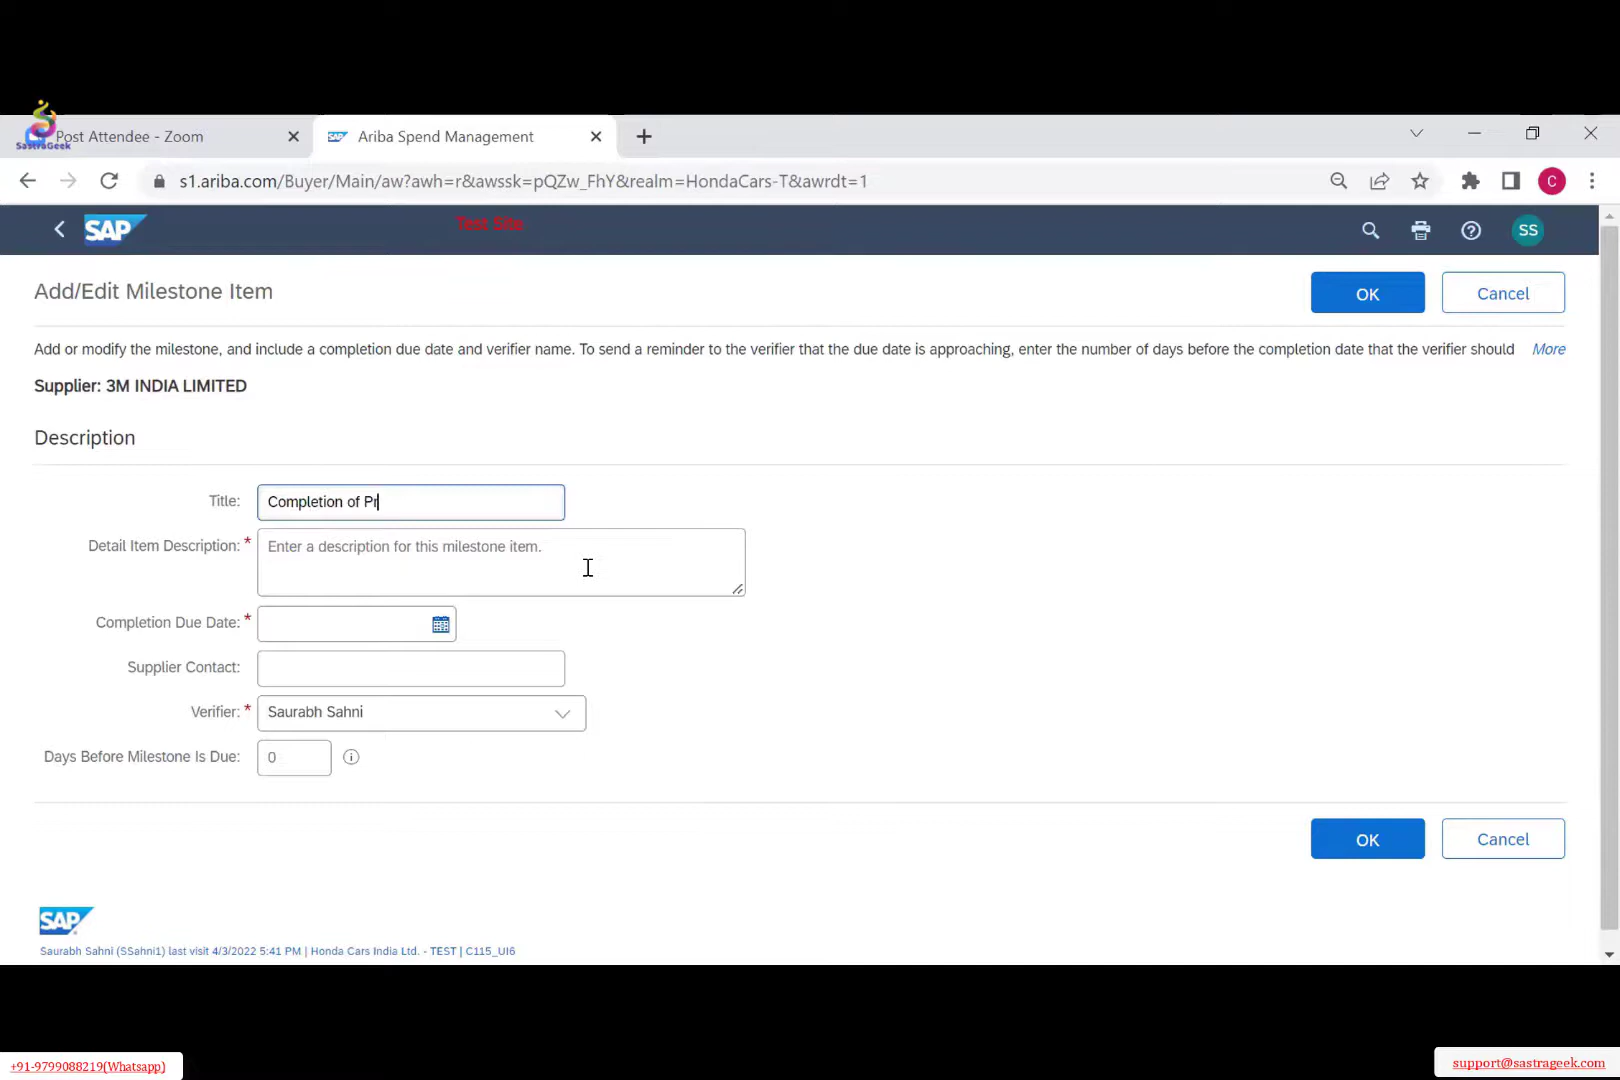 SastraGeek
Post Attendee - Zoom
Ariba Spend Management
s1.ariba.com/Buyer/Main/aw?awh=r&awssk=pQZw_FhY&realm=HondaCars-T&awrdt=1
C
SAP
Test Site
SS
Add/Edit Milestone Item
OK
Cancel
Add or modify the milestone, and include a completion due date and verifier name. To send a reminder to the verifier that the due date is approaching, enter the number of days before the completion date that the verifier should More
Supplier: 3M INDIA LIMITED
Description
Title: Completion of Pr
Detail Item Description: * Enter a description for this milestone item.
Completion Due Date: *
Supplier Contact:
Verifier: * Saurabh Sahni
Days Before Milestone Is Due: 0
OK
Cancel
SAP
Saurabh Sahni (SSahni1) last visit 4/3/2022 5:41 PM | Honda Cars India Ltd. - TEST | C115_UI6
+91-9799088219(Whatsapp)
support@sastrageek.com